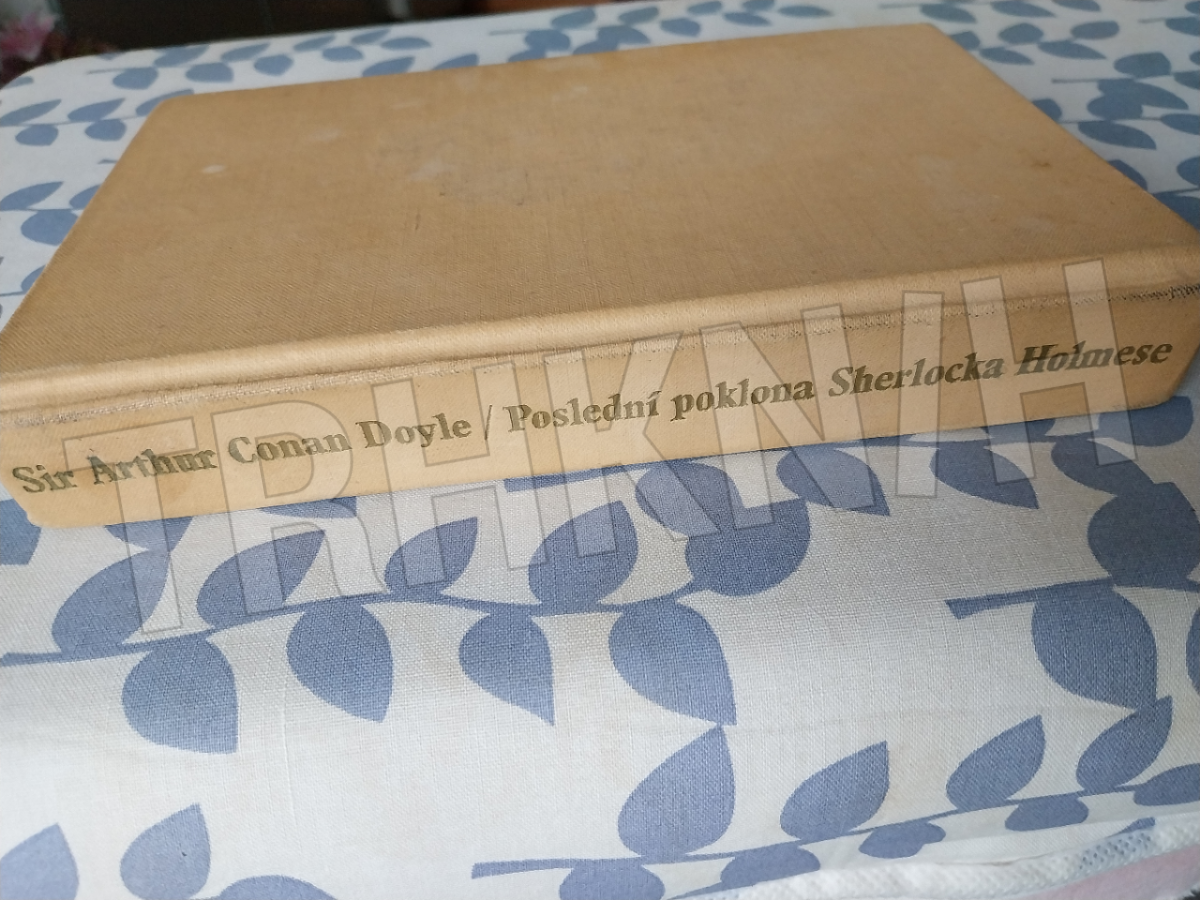 Sir Arthur Conan Doyle / Poslední poklona Sherlocka Holmese
TRHKNIH